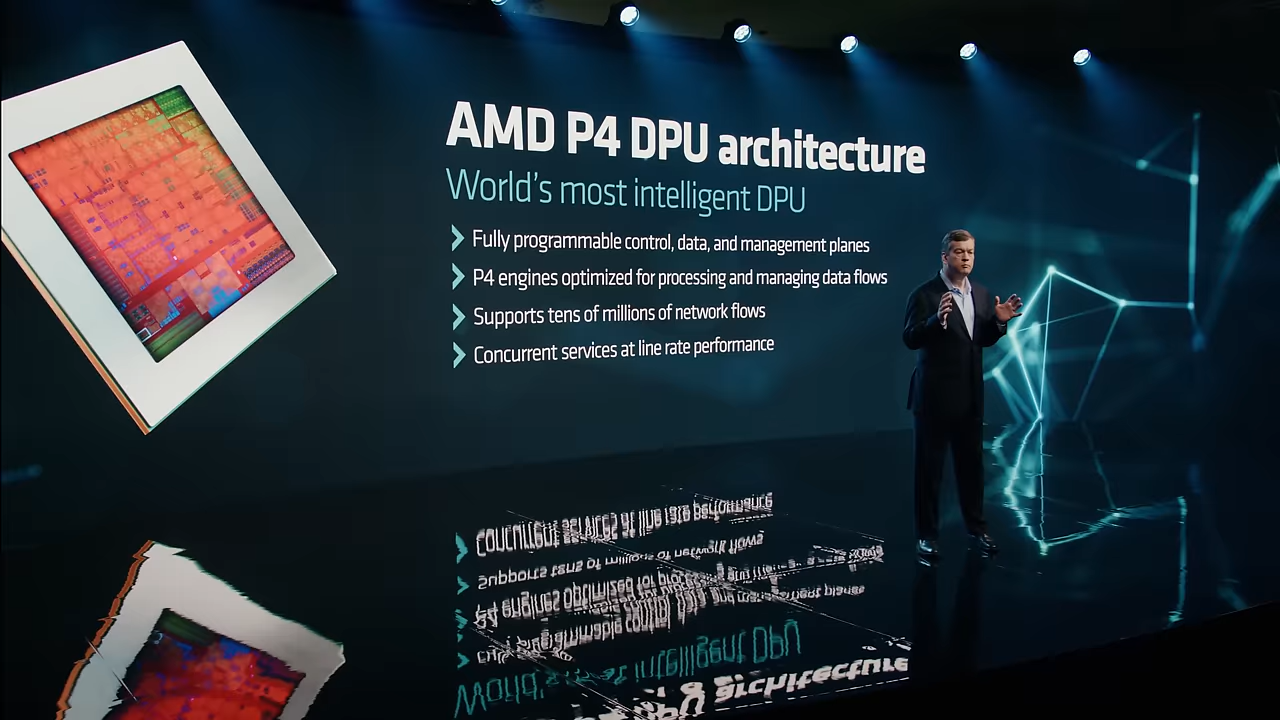 AMD P4 DPU architecture
World's most intelligent DPU
Fully programmable control, data, and management planes
P4 engines optimized for processing and managing data flows
Supports tens of millions of network flows
Concurrent services at line rate performance